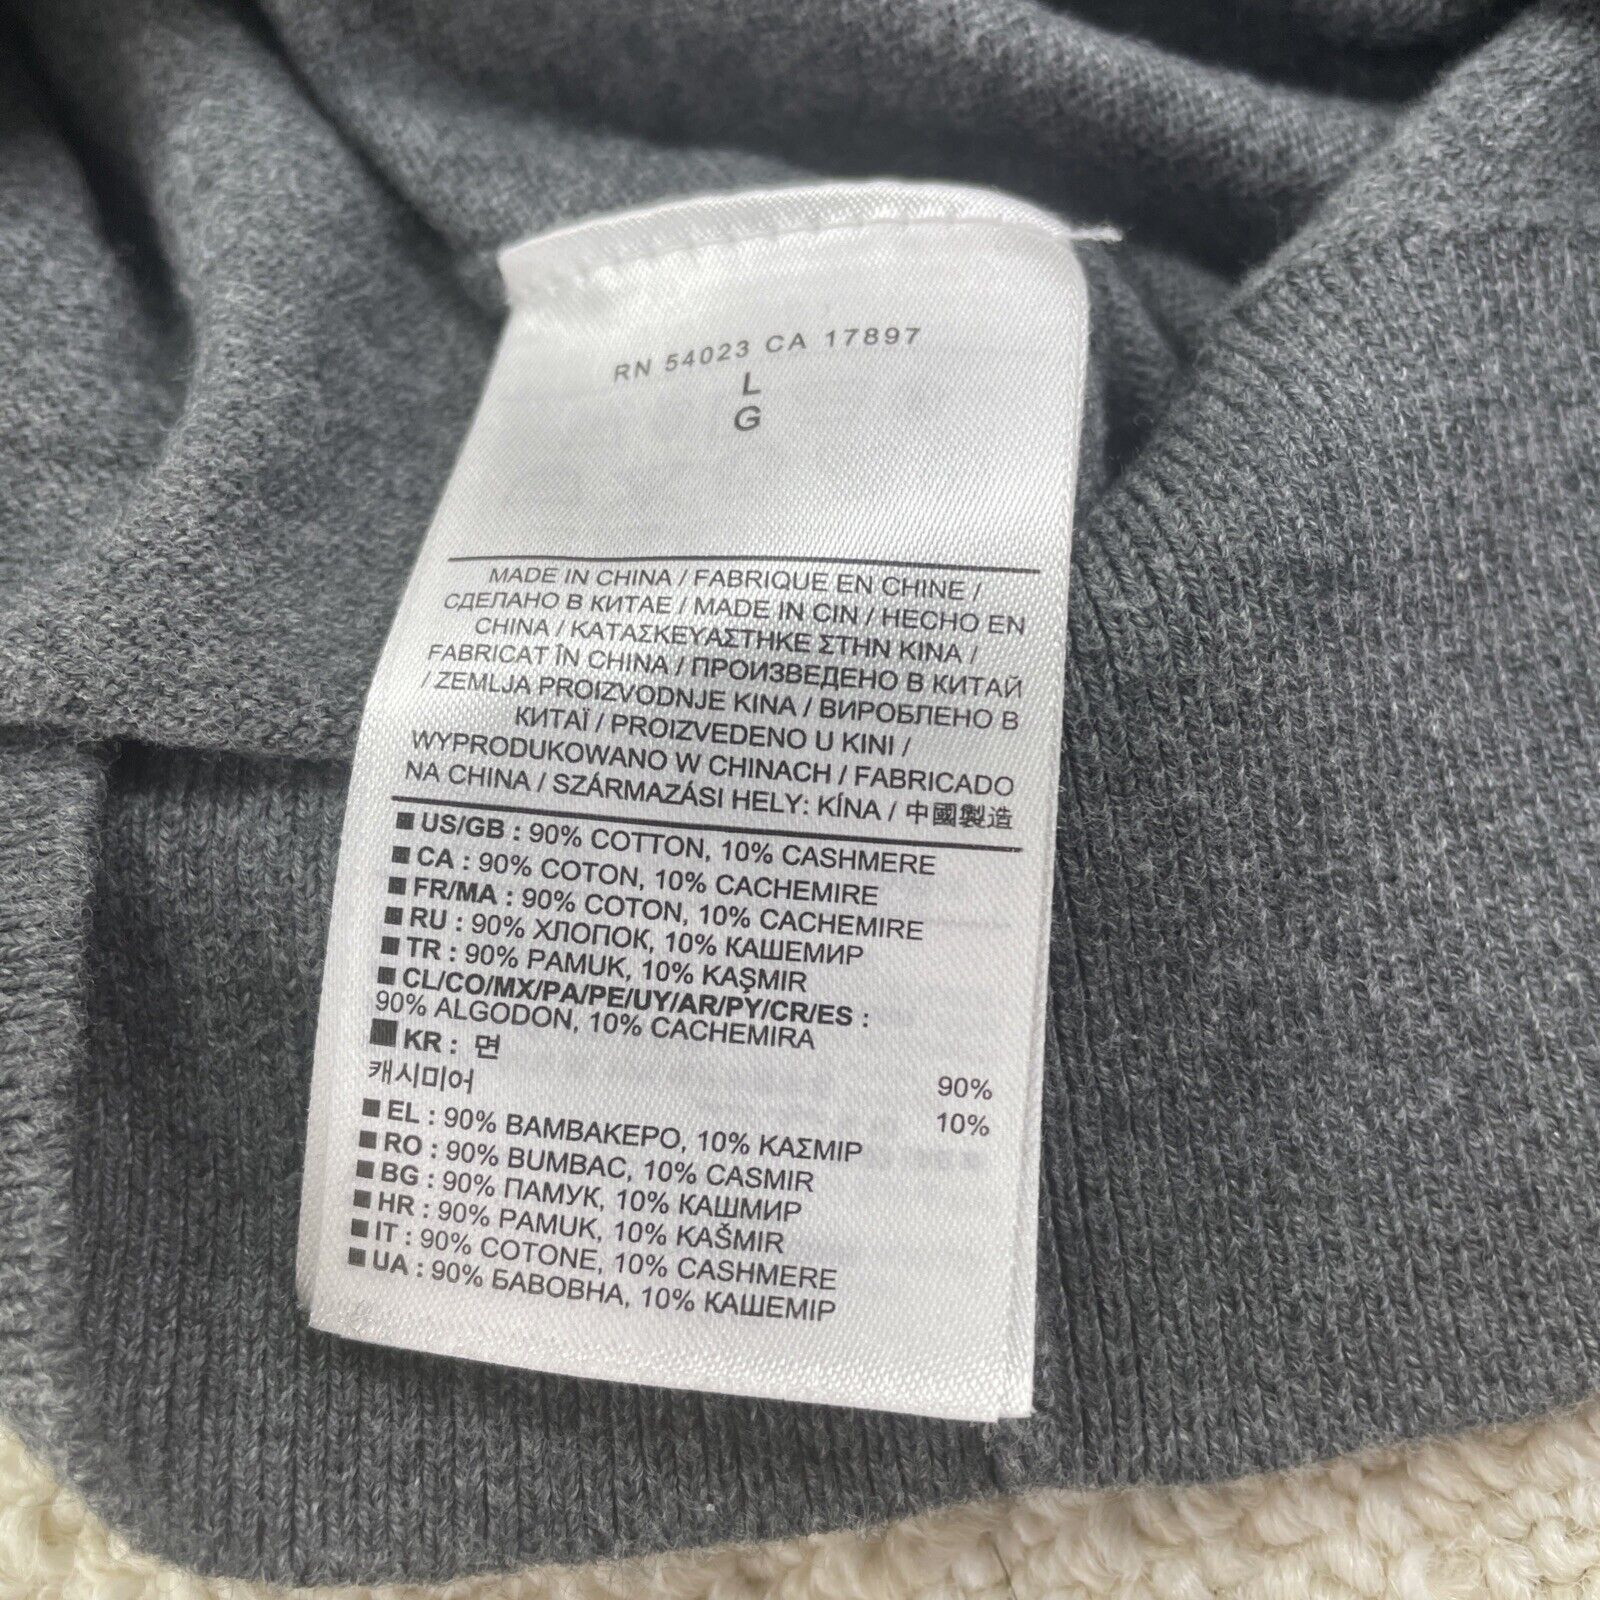 RN 54023 CA 17897
L
G
MADE IN CHINA / FABRIQUE EN CHINE /
СДЕЛАНО В КИТАЕ / MADE IN CIN / HECHO EN
CHINA / ΚΑΤΑΣΚΕΥΑΣΤΗΚΕ ΣΤΗΝ ΚΙΝΑ /
FABRICAT ÎN CHINA / ПРОИЗВЕДЕНО В КИТАЙ
/ ZEMLJA PROIZVODNJE KINA / ВИРОБЛЕНО В
КИТАЇ / PROIZVEDENO U KINI /
WYPRODUKOWANO W CHINACH / FABRICADO
NA CHINA / SZÁRMAZÁSI HELY: KÍNA / 中國製造
■ US/GB : 90% COTTON, 10% CASHMERE
■ CA : 90% COTON, 10% CACHEMIRE
■ FR/MA : 90% COTON, 10% CACHEMIRE
■ RU : 90% ХЛОПОК, 10% КАШЕМИР
■ TR : 90% PAMUK, 10% KAŞMIR
■ CL/CO/MX/PA/PE/UY/AR/PY/CR/ES :
90% ALGODON, 10% CACHEMIRA
■ KR : 면 90%
캐시미어 10%
■ EL : 90% ΒΑΜΒΑΚΕΡΟ, 10% ΚΑΣΜΙΡ
■ RO : 90% BUMBAC, 10% CASMIR
■ BG : 90% ПАМУК, 10% КАШМИР
■ HR : 90% PAMUK, 10% KAŠMIR
■ IT : 90% COTONE, 10% CASHMERE
■ UA : 90% БАВОВНА, 10% КАШЕМІР